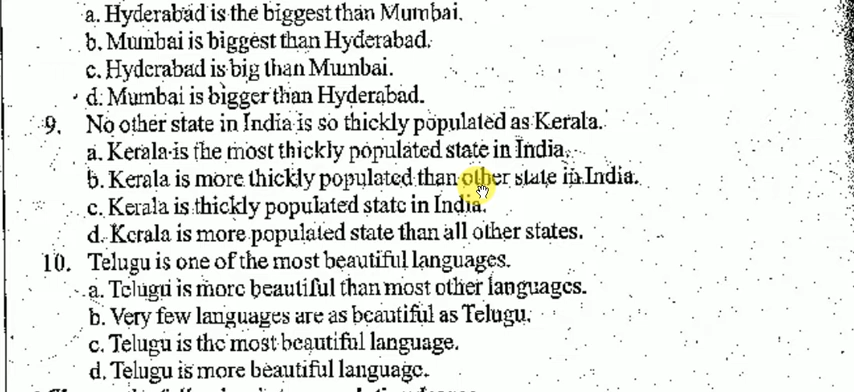 a. Hyderabad is the biggest than Mumbai.
b. Mumbai is biggest than Hyderabad.
c. Hyderabad is big than Mumbai.
d. Mumbai is bigger than Hyderabad.
9. No other state in India is so thickly populated as Kerala.
a. Kerala is the most thickly populated state in India.
b. Kerala is more thickly populated than other state in India.
c. Kerala is thickly populated state in India.
d. Kerala is more populated state than all other states.
10. Telugu is one of the most beautiful languages.
a. Telugu is more beautiful than most other languages.
b. Very few languages are as beautiful as Telugu.
c. Telugu is the most beautiful language.
d. Telugu is more beautiful language.